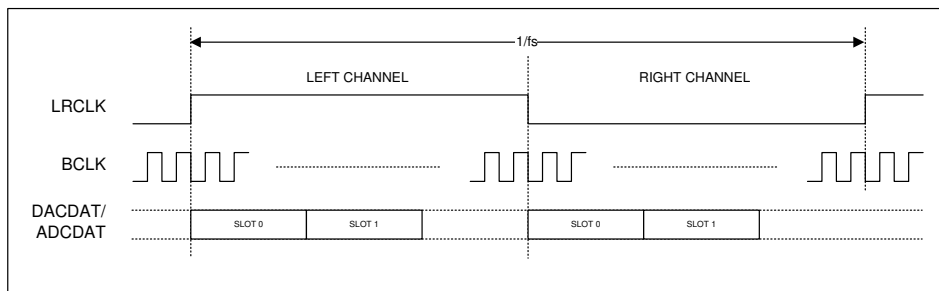 1/fs
LEFT CHANNEL RIGHT CHANNEL
LRCLK
BCLK
DACDAT/
ADCDAT
SLOT 0 SLOT 1 SLOT 0 SLOT 1